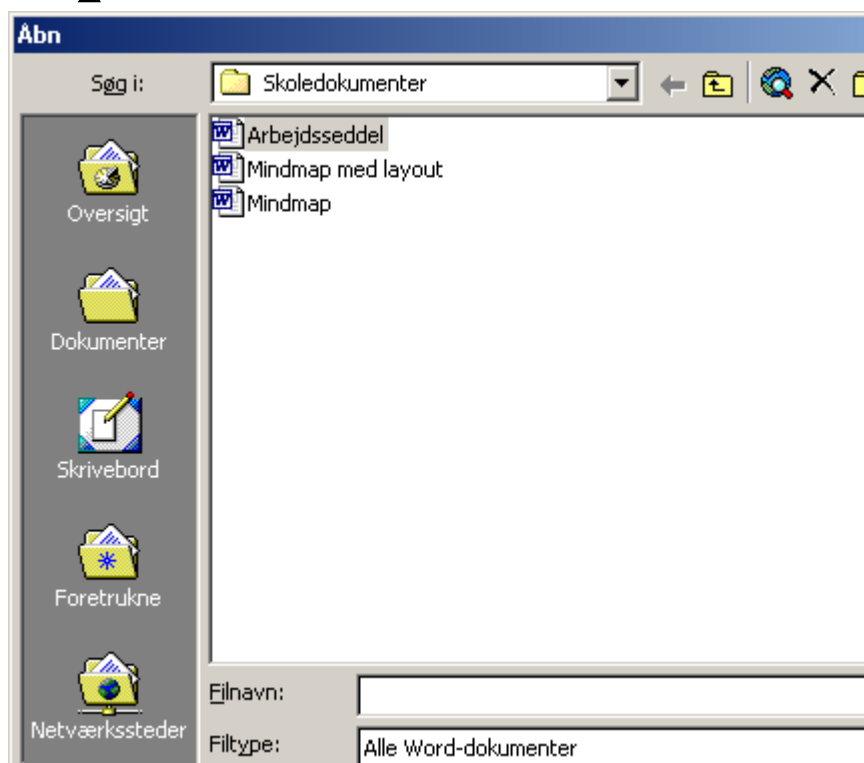 Åbn
Søg i:
Skoledokumenter
Oversigt
Dokumenter
Skrivebord
Foretrukne
Netværkssteder
Arbejdsseddel
Mindmap med layout
Mindmap
Filnavn:
Filtype:
Alle Word-dokumenter